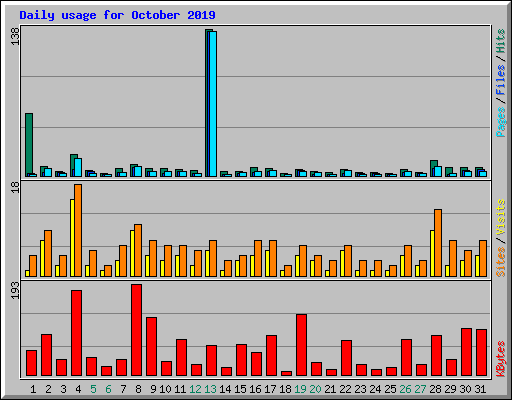 Daily usage for October 2019
138
Pages / Files / Hits
18
Sites / Visits
193
KBytes
1 2 3 4 5 6 7 8 9 10 11 12 13 14 15 16 17 18 19 20 21 22 23 24 25 26 27 28 29 30 31